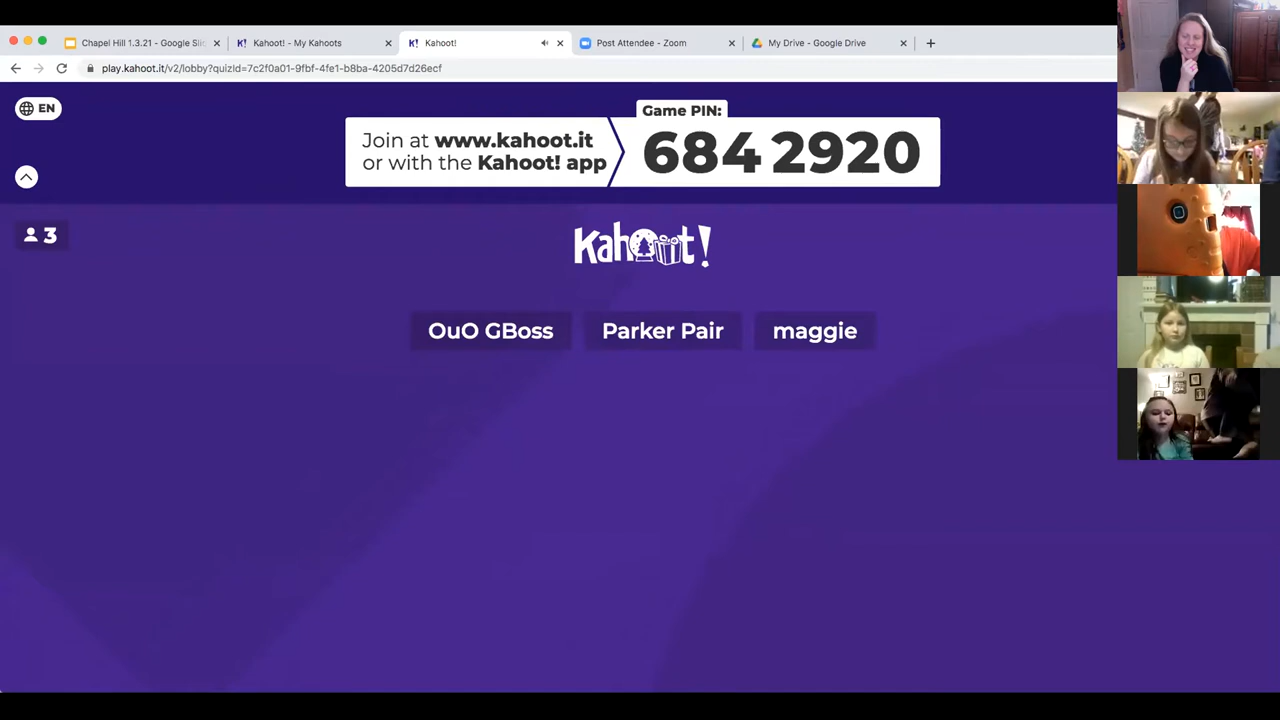 Chapel Hill 1.3.21 - Google Slic
Kahoot! - My Kahoots
K! Kahoot!
Post Attendee - Zoom
My Drive - Google Drive
play.kahoot.it/v2/lobby?quizId=7c2f0a01-9fbf-4fe1-b8ba-4205d7d26ecf
EN
Game PIN:
Join at www.kahoot.it
or with the Kahoot! app
684 2920
3
Kahoot!
OuO GBoss
Parker Pair
maggie